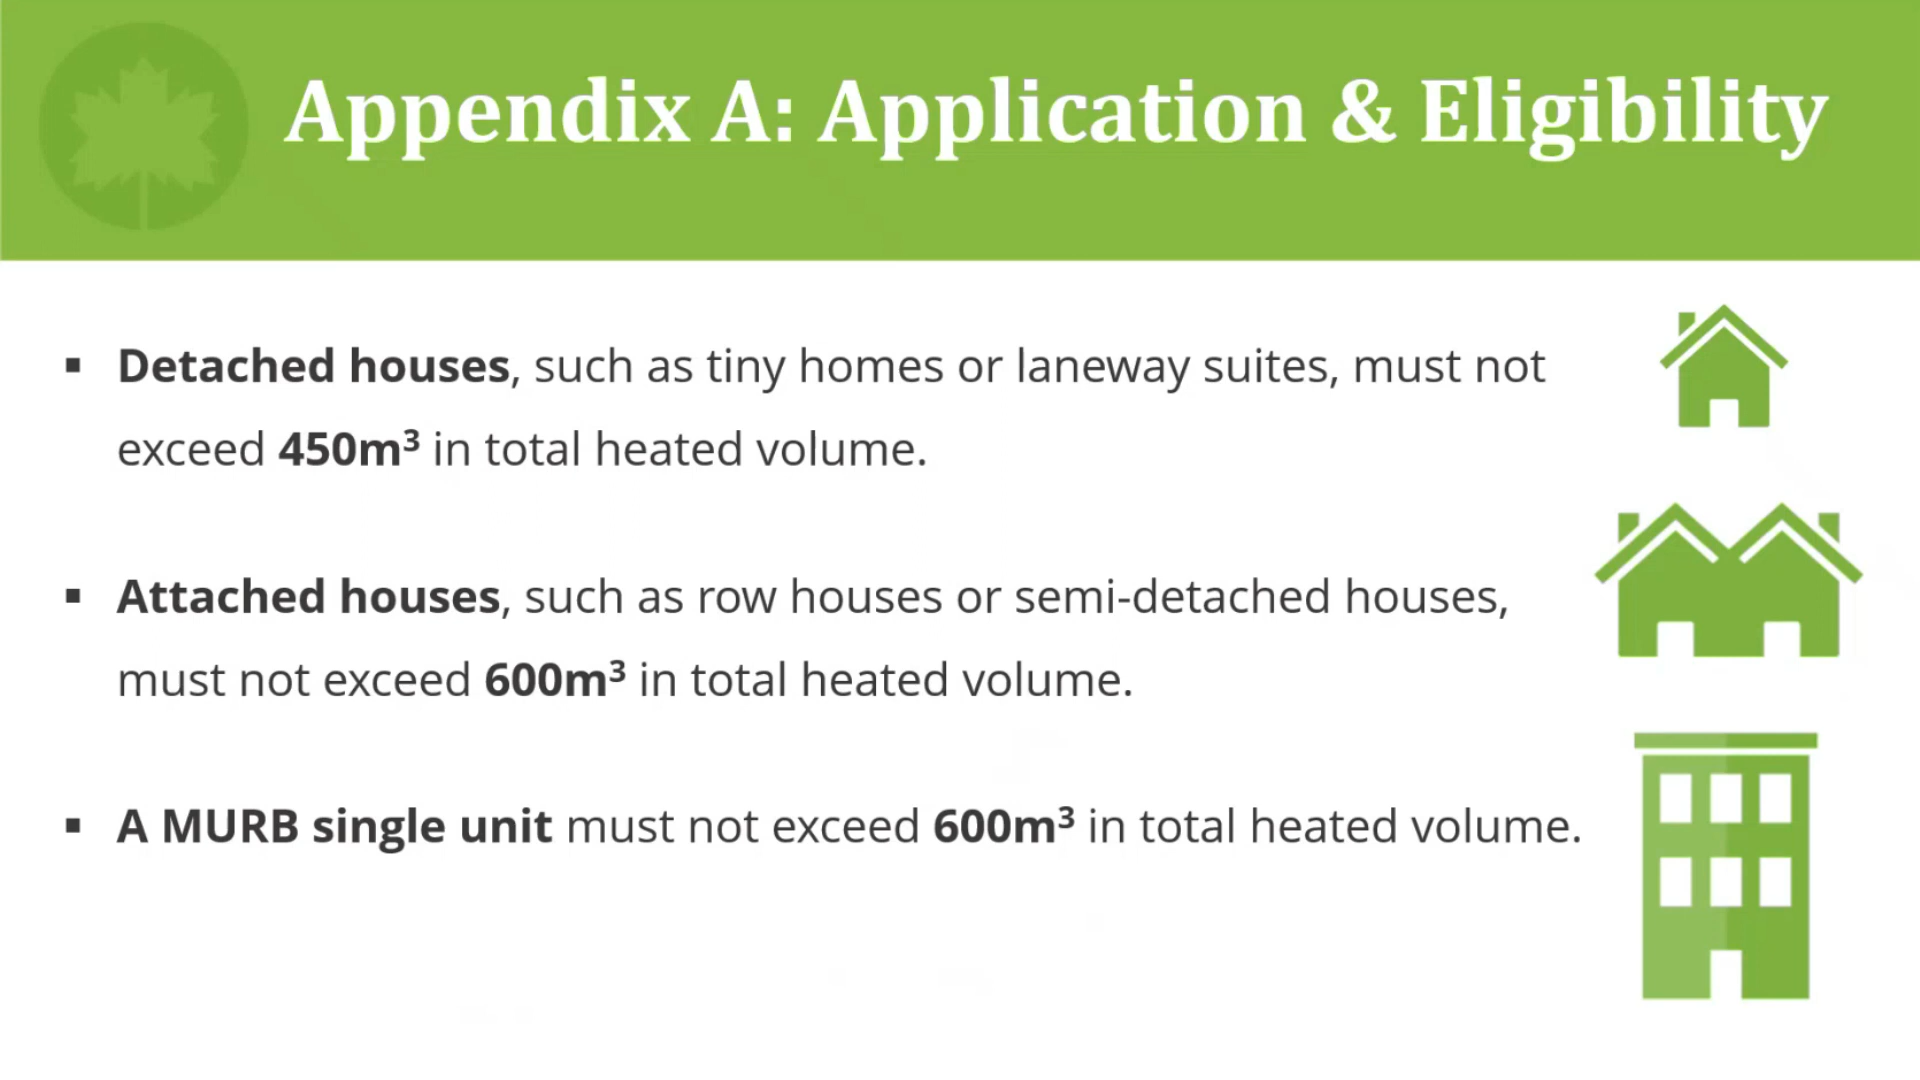 Appendix A: Application & Eligibility
▪ Detached houses, such as tiny homes or laneway suites, must not
exceed 450m³ in total heated volume.
▪ Attached houses, such as row houses or semi-detached houses,
must not exceed 600m³ in total heated volume.
▪ A MURB single unit must not exceed 600m³ in total heated volume.